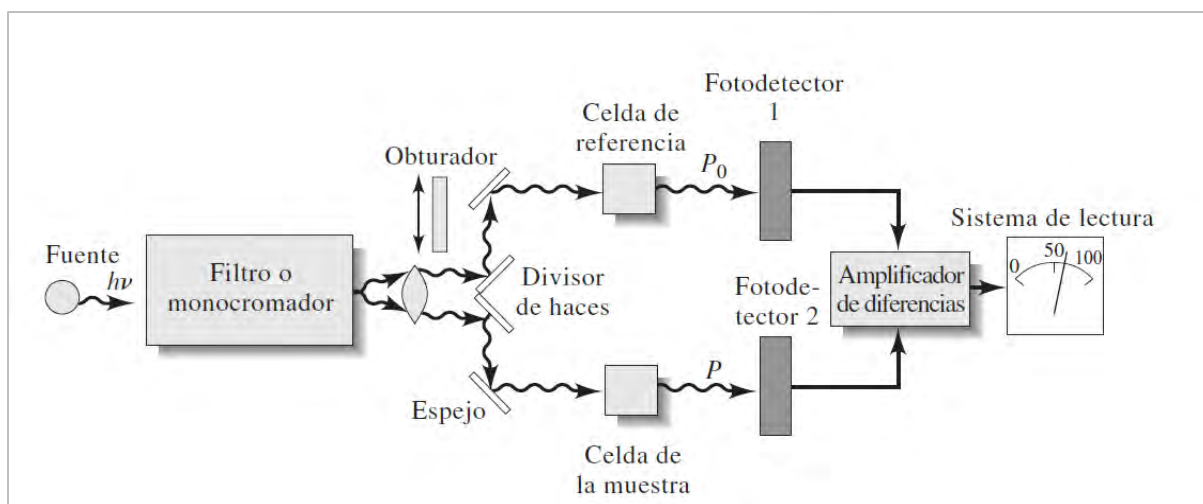 Fuente
hν
Filtro o
monocromador
Obturador
Divisor
de haces
Espejo
Celda de
referencia
P0
Fotodetector
1
Celda de
la muestra
P
Fotode-
tector 2
Amplificador
de diferencias
Sistema de lectura
0 50 100